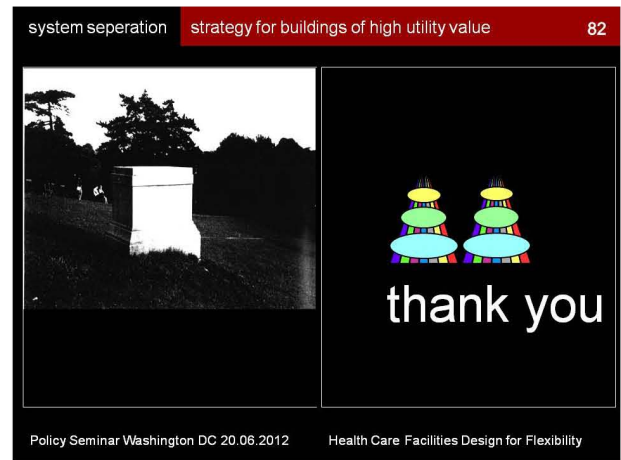 system seperation
strategy for buildings of high utility value
82
thank you
Policy Seminar Washington DC 20.06.2012
Health Care Facilities Design for Flexibility